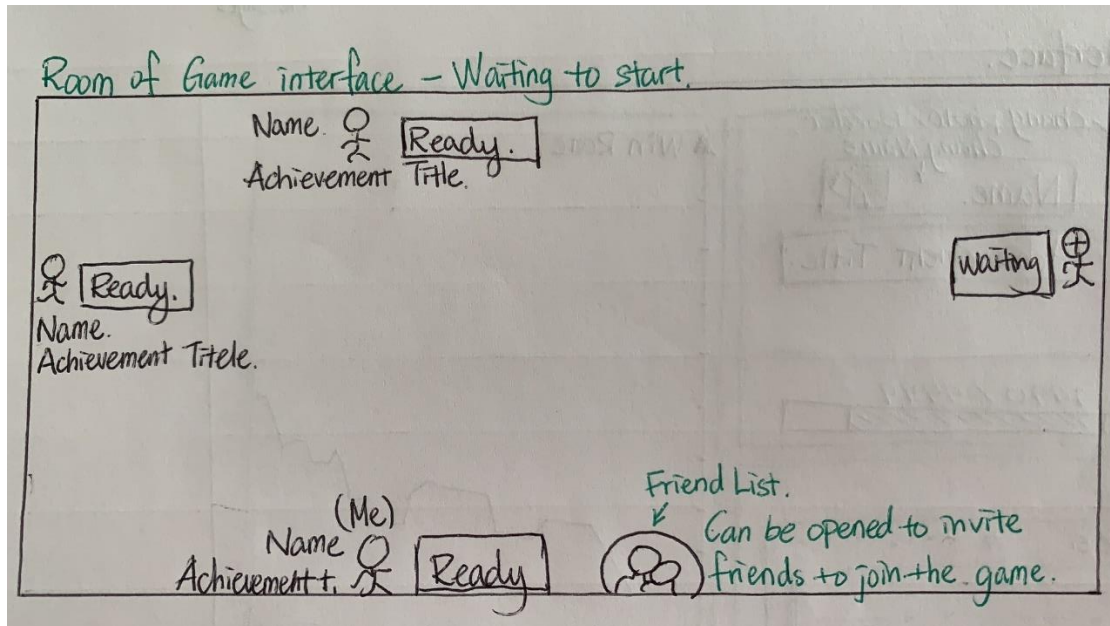 Room of Game interface - Waiting to start.
Name.
Ready.
Achievement Title.
Ready.
Name.
Achievement Titele.
Waiting
(Me)
Name
Achievement t.
Ready
Friend List.
Can be opened to invite
friends to join the game.